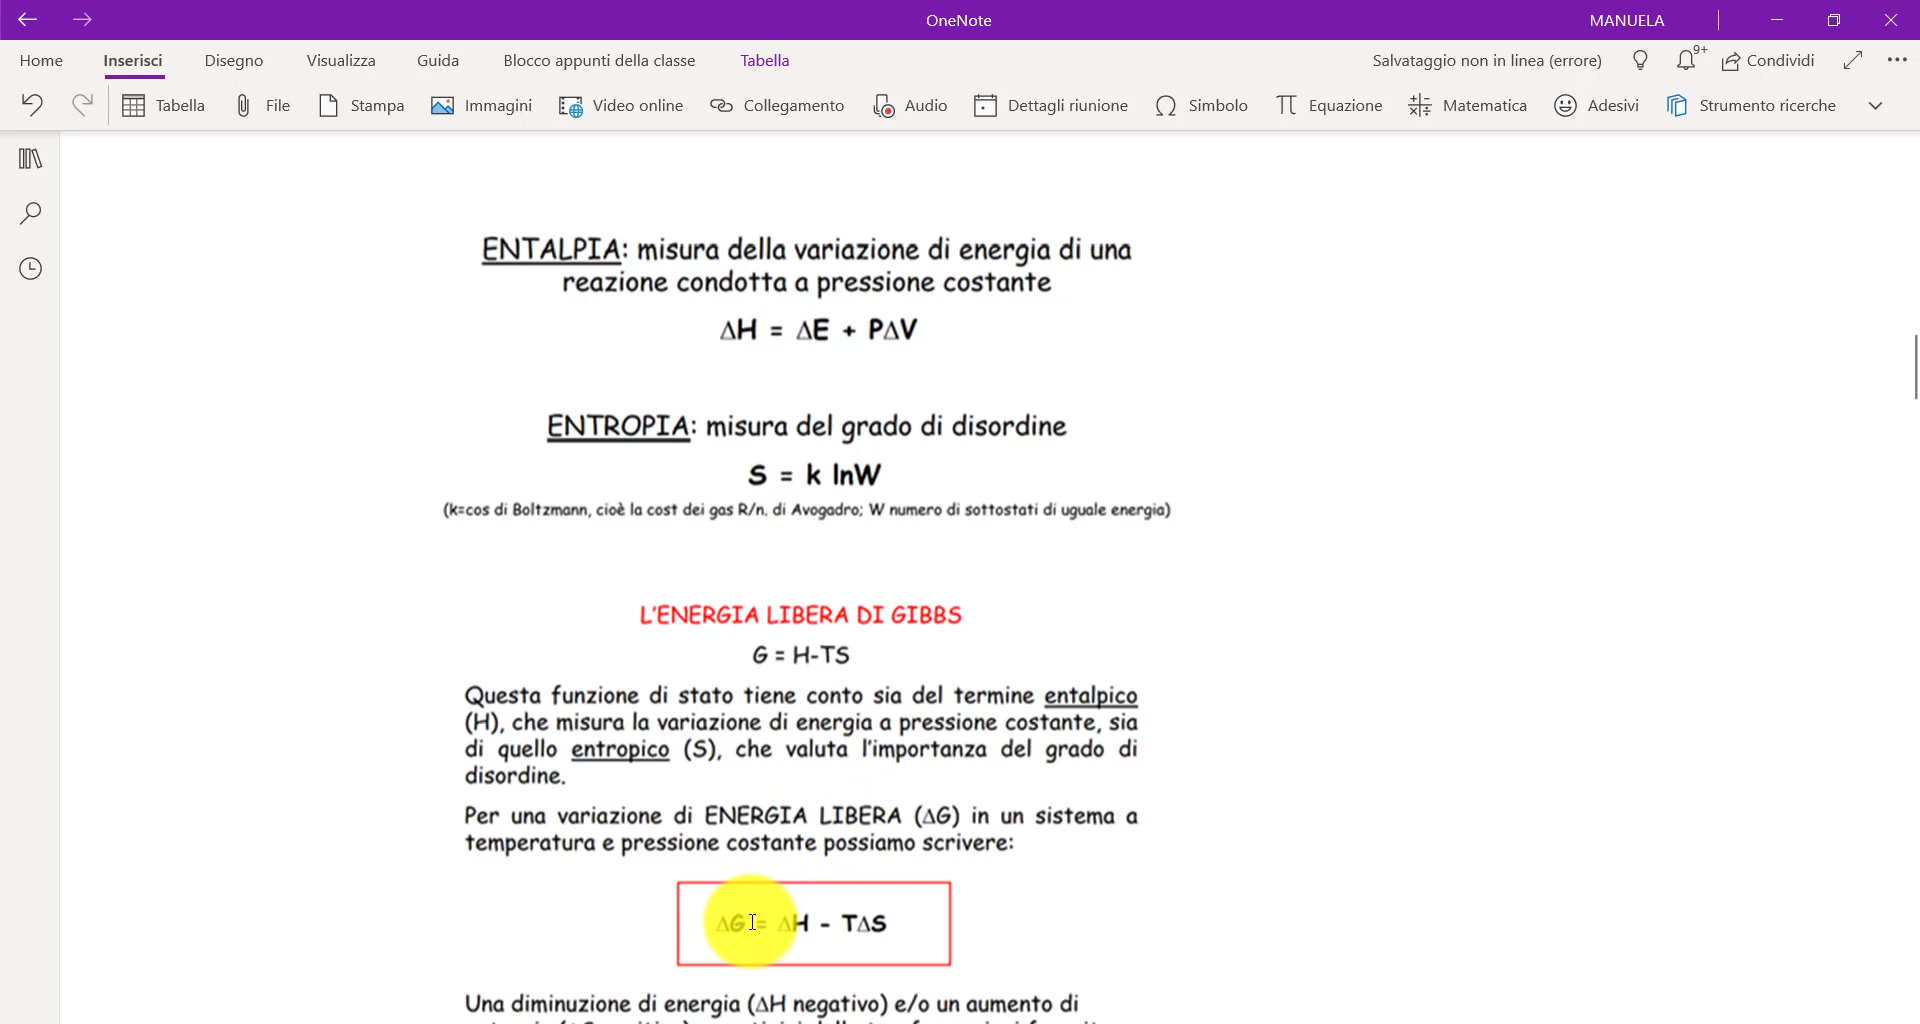 OneNote
MANUELA
Home Inserisci Disegno Visualizza Guida Blocco appunti della classe Tabella
Salvataggio non in linea (errore) 9+ Condividi
Tabella File Stampa Immagini Video online Collegamento Audio Dettagli riunione Simbolo Equazione Matematica Adesivi Strumento ricerche
ENTALPIA: misura della variazione di energia di una
reazione condotta a pressione costante
ΔH = ΔE + PΔV
ENTROPIA: misura del grado di disordine
S = k lnW
(k=cos di Boltzmann, cioè la cost dei gas R/n. di Avogadro; W numero di sottostati di uguale energia)
L'ENERGIA LIBERA DI GIBBS
G = H-TS
Questa funzione di stato tiene conto sia del termine entalpico
(H), che misura la variazione di energia a pressione costante, sia
di quello entropico (S), che valuta l'importanza del grado di
disordine.
Per una variazione di ENERGIA LIBERA (ΔG) in un sistema a
temperatura e pressione costante possiamo scrivere:
ΔG = ΔH - TΔS
Una diminuzione di energia (ΔH negativo) e/o un aumento di